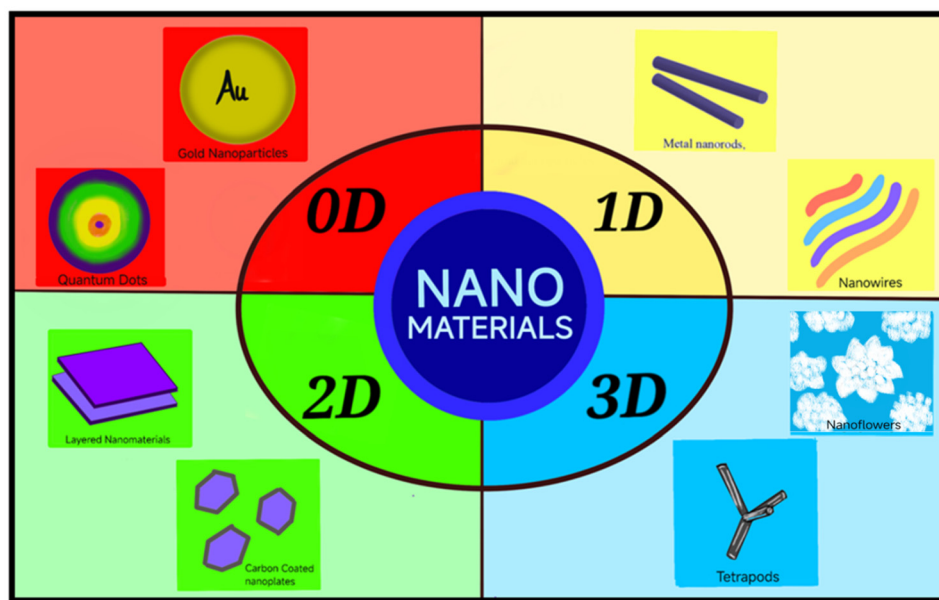 Au
Gold Nanoparticles
Quantum Dots
0D
Metal nanorods,
Nanowires
1D
NANO
MATERIALS
2D
Layered Nanomaterials
Carbon Coated
nanoplates
3D
Nanoflowers
Tetrapods